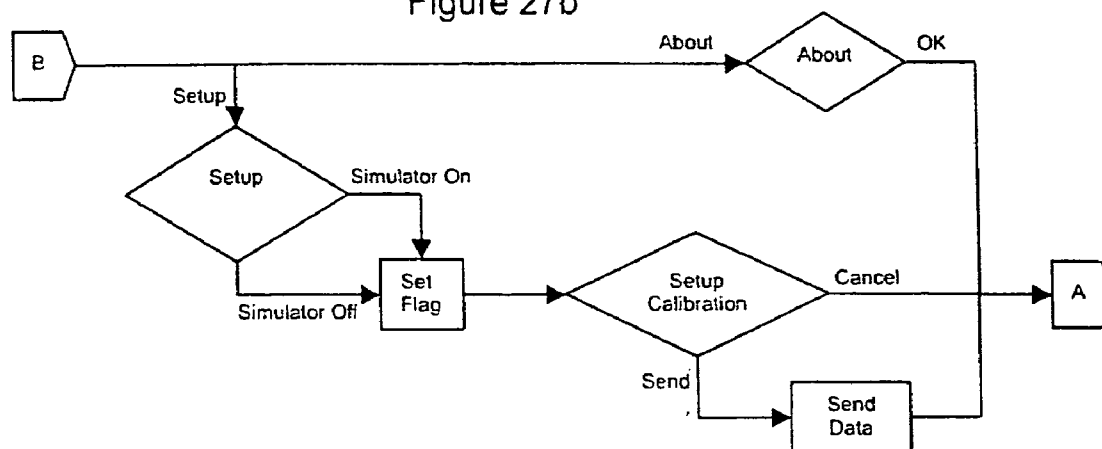 Figure 27b
B
About
About
OK
Setup
Setup
Simulator On
Simulator Off
Set
Flag
Setup
Calibration
Cancel
A
Send
Send
Data